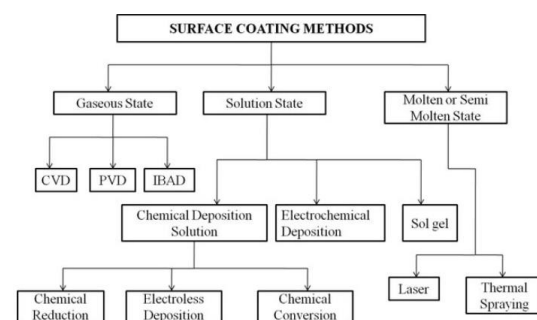 SURFACE COATING METHODS
Gaseous State
Solution State
Molten or Semi
Molten State
CVD
PVD
IBAD
Chemical Deposition
Solution
Electrochemical
Deposition
Sol gel
Laser
Thermal
Spraying
Chemical
Reduction
Electroless
Deposition
Chemical
Conversion